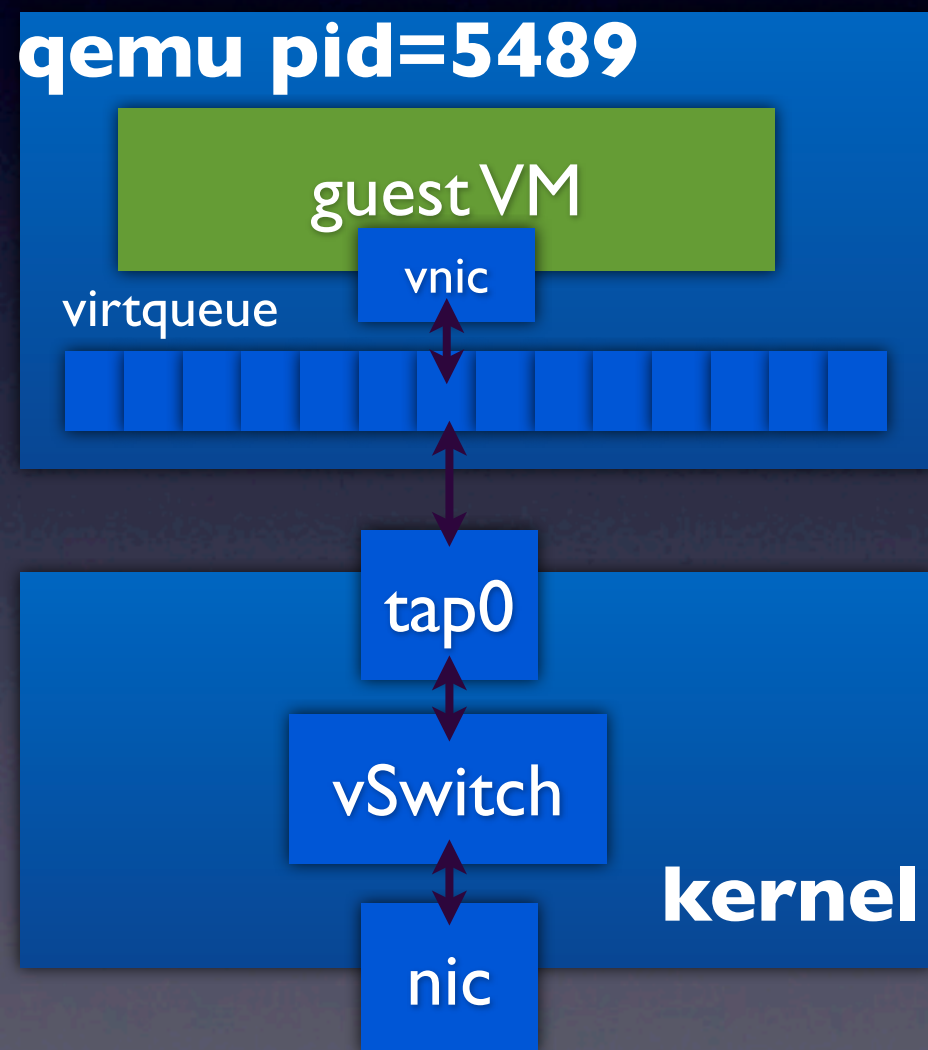 qemu pid=5489
guest VM
vnic
virtqueue
tap0
vSwitch
kernel
nic